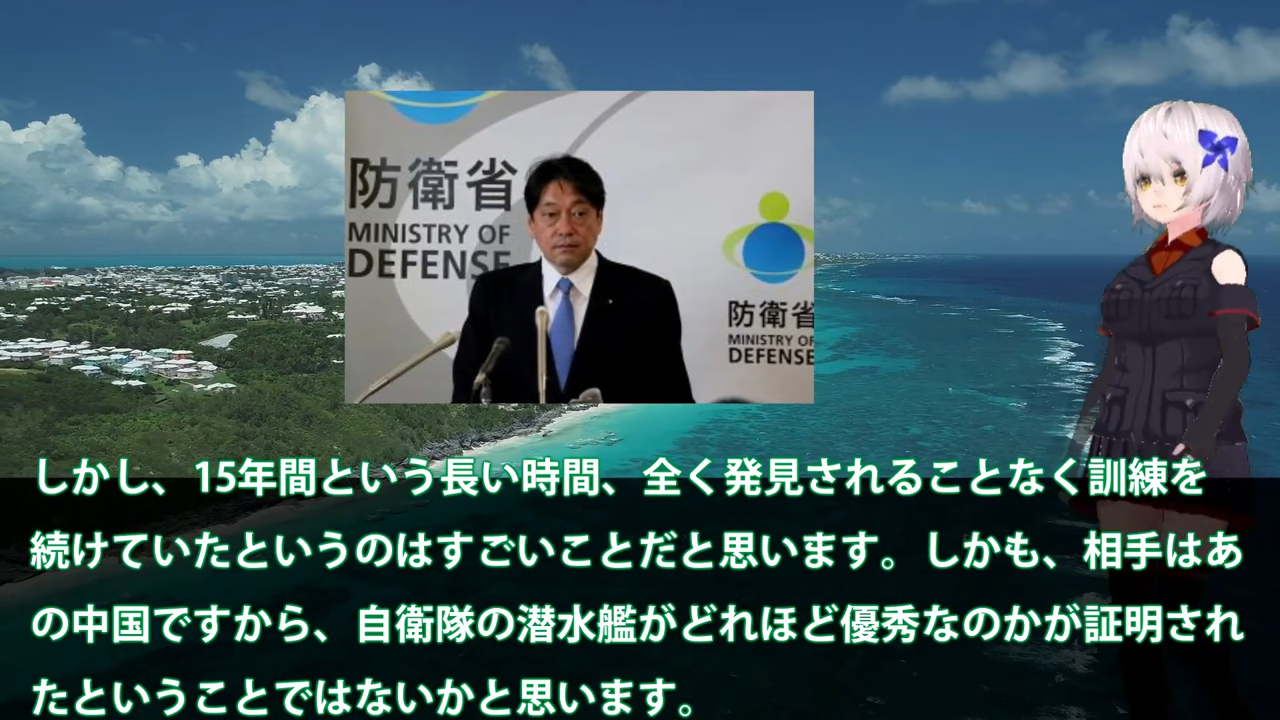 防衛省
MINISTRY OF
DEFENSE
防衛省
MINISTRY OF
DEFENSE
しかし、15年間という長い時間、全く発見されることなく訓練を
続けていたというのはすごいことだと思います。しかも、相手はあ
の中国ですから、自衛隊の潜水艦がどれほど優秀なのかが証明され
たということではないかと思います。